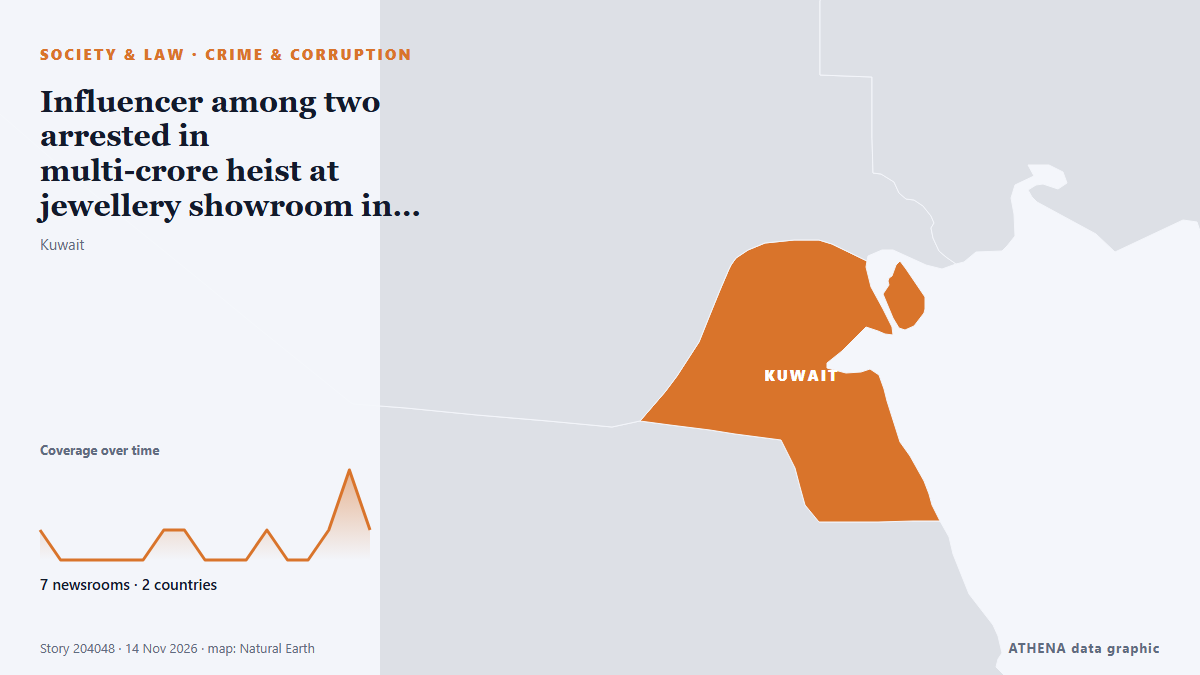 SOCIETY & LAW · CRIME & CORRUPTION
Influencer among two
arrested in
multi-crore heist at
jewellery showroom in...
Kuwait
KUWAIT
Coverage over time
7 newsrooms · 2 countries
Story 204048 · 14 Nov 2026 · map: Natural Earth
ATHENA data graphic